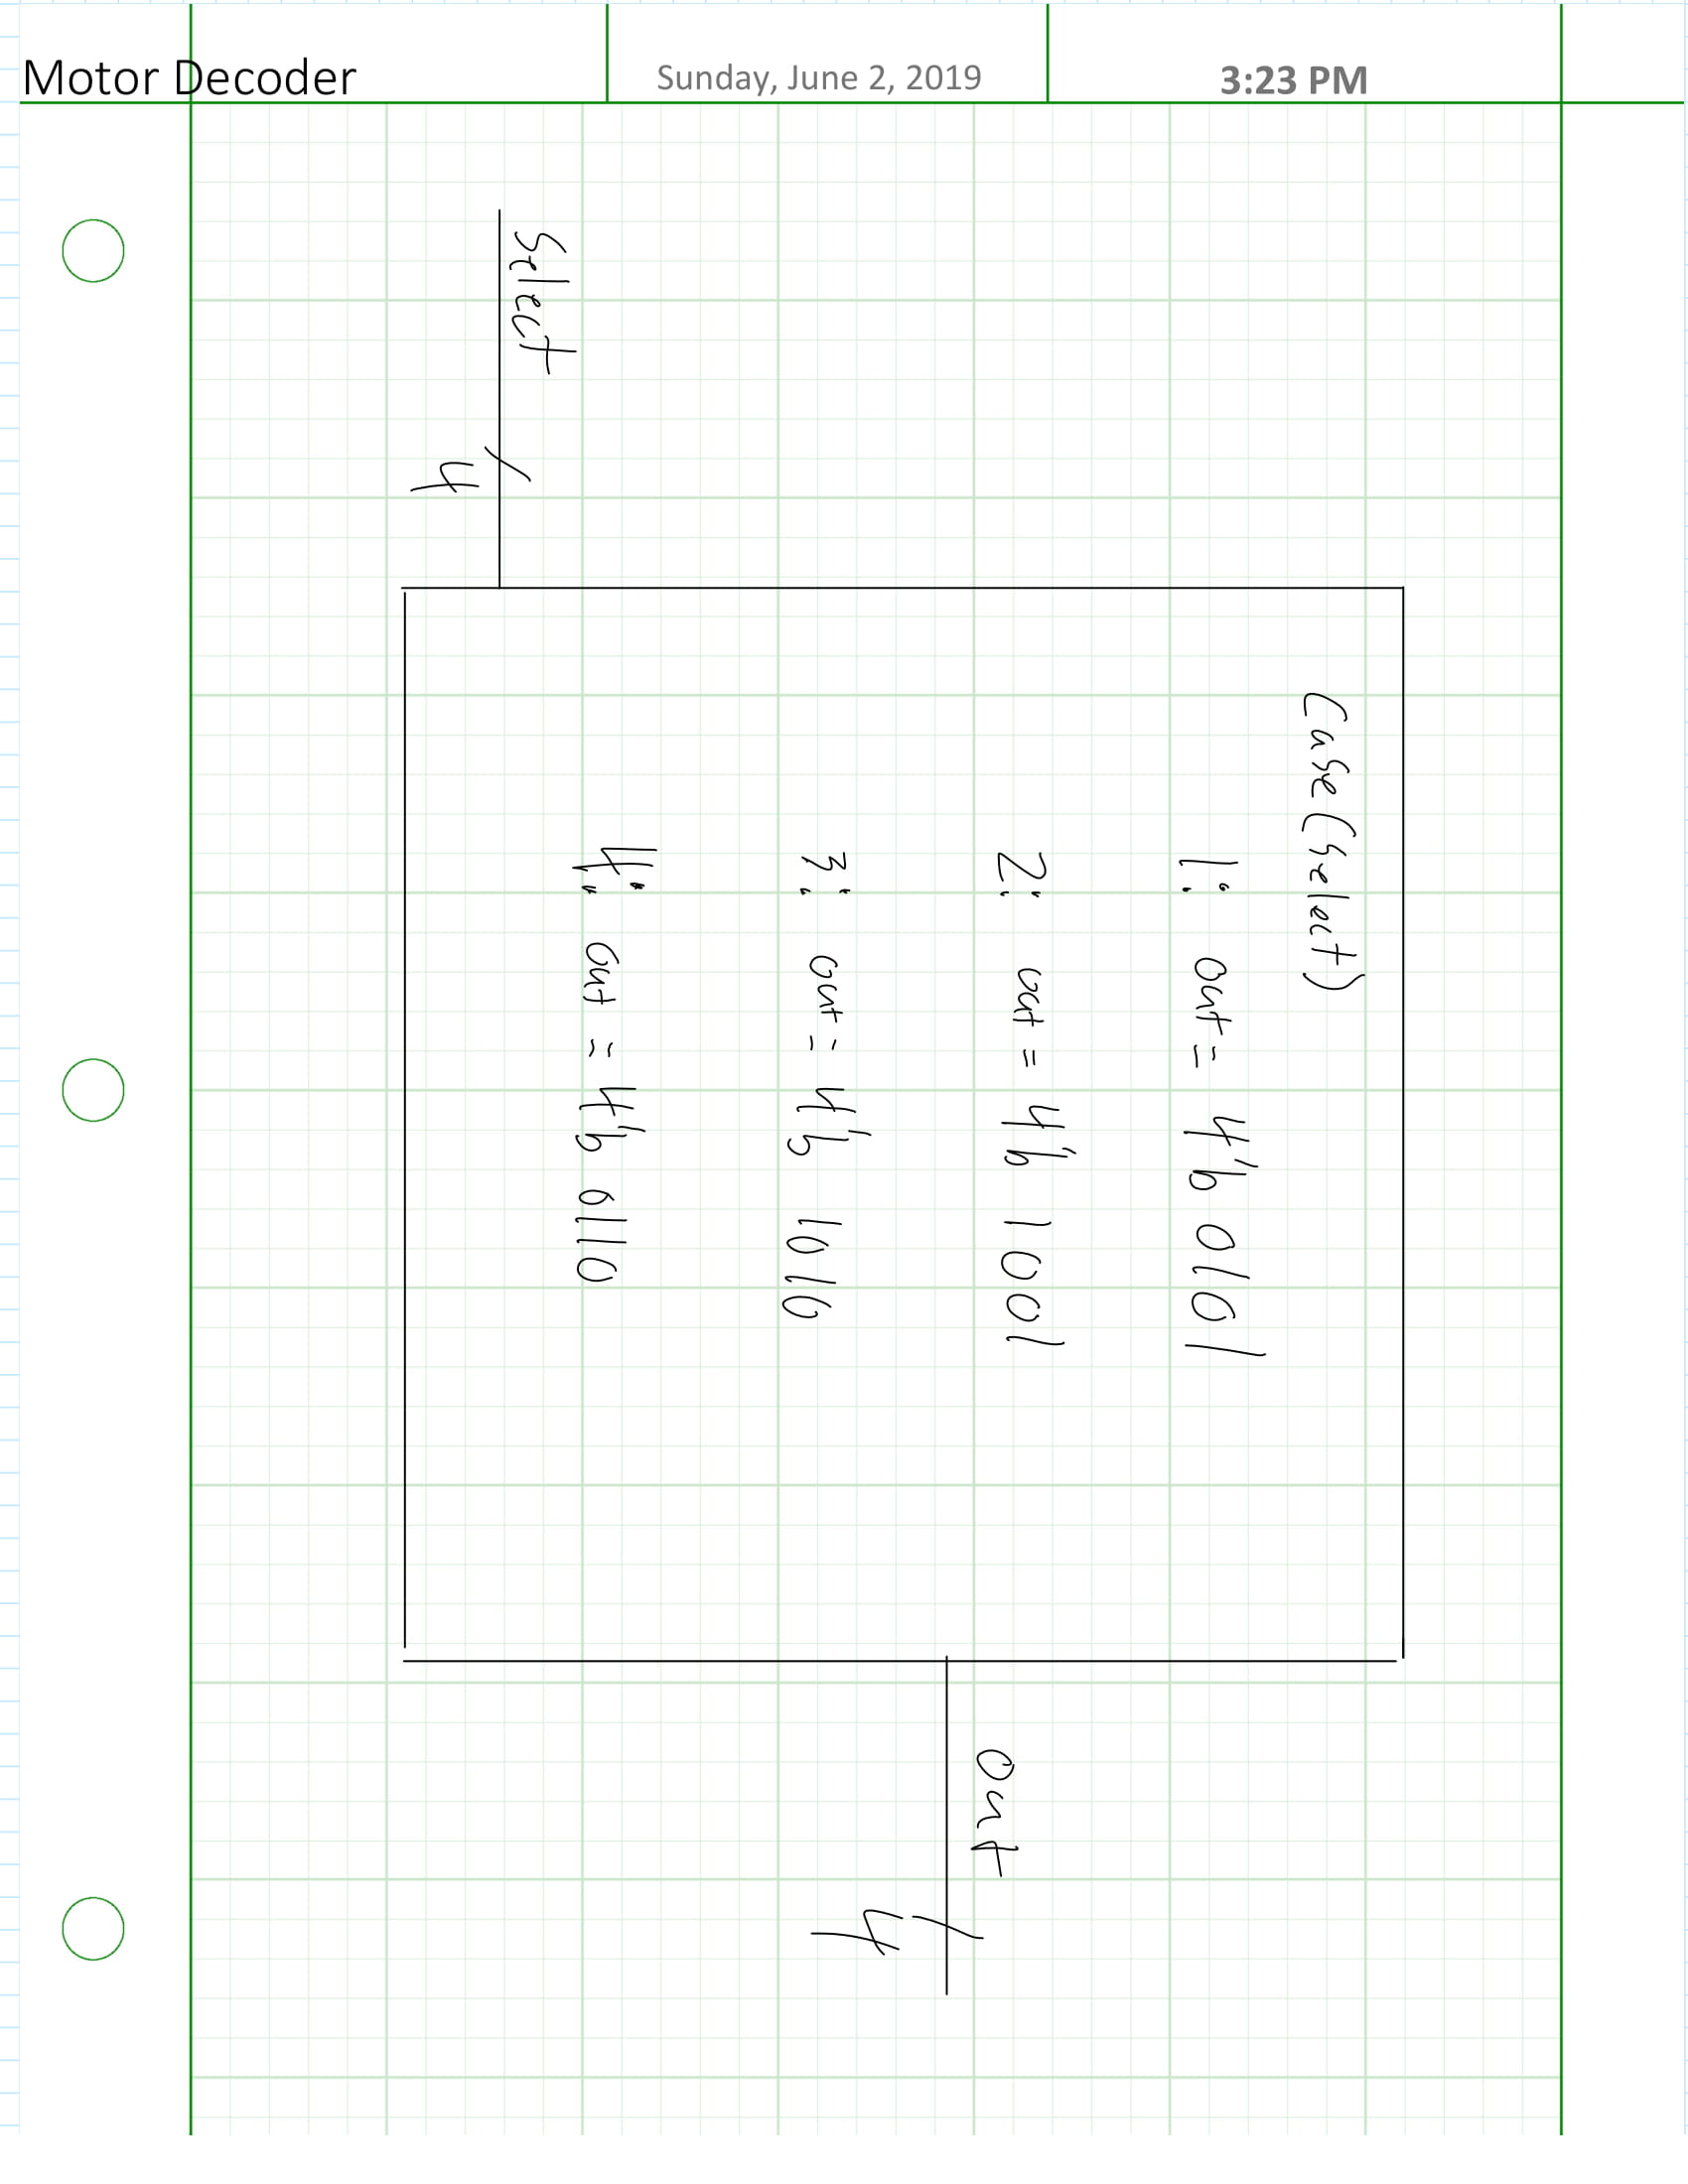 Motor Decoder
Sunday, June 2, 2019
3:23 PM
Case(select)
1: out= 4'b 0101
2: out = 4'b 1001
3: out= 4'b 1010
4: out = 4'b 0110
Select
4
out
4